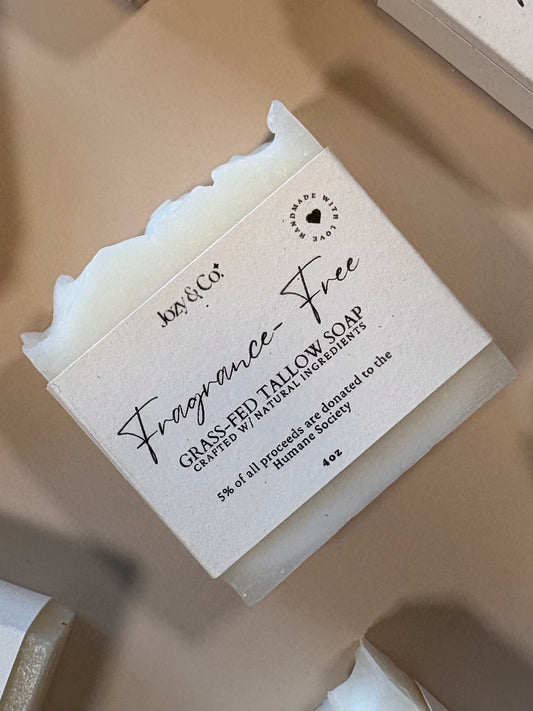 HANDMADE WITH LOVE
Jozy & Co.
Fragrance- Free
GRASS-FED TALLOW SOAP
CRAFTED W/ NATURAL INGREDIENTS
5% of all proceeds are donated to the
Humane Society
4oz